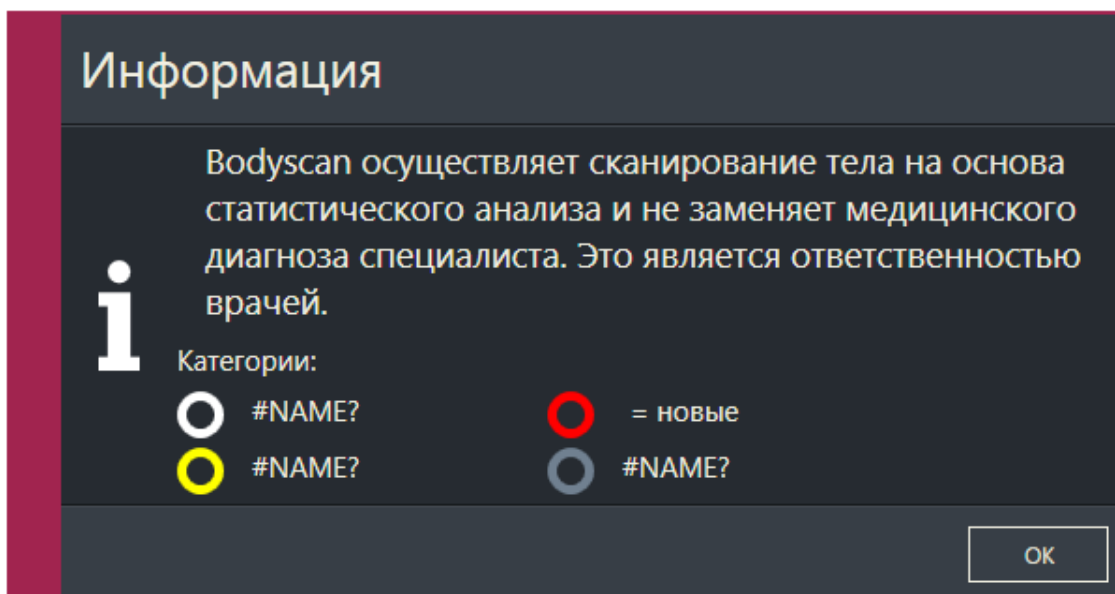 Информация
Bodyscan осуществляет сканирование тела на основа
статистического анализа и не заменяет медицинского
диагноза специалиста. Это является ответственностью
врачей.
Категории:
#NAME? = новые
#NAME? #NAME?
ОК